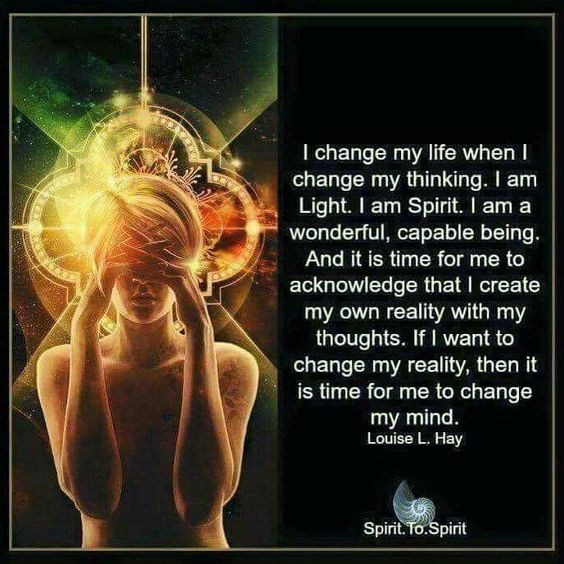 I change my life when I
change my thinking. I am
Light. I am Spirit. I am a
wonderful, capable being.
And it is time for me to
acknowledge that I create
my own reality with my
thoughts. If I want to
change my reality, then it
is time for me to change
my mind.
Louise L. Hay
Spirit.To.Spirit